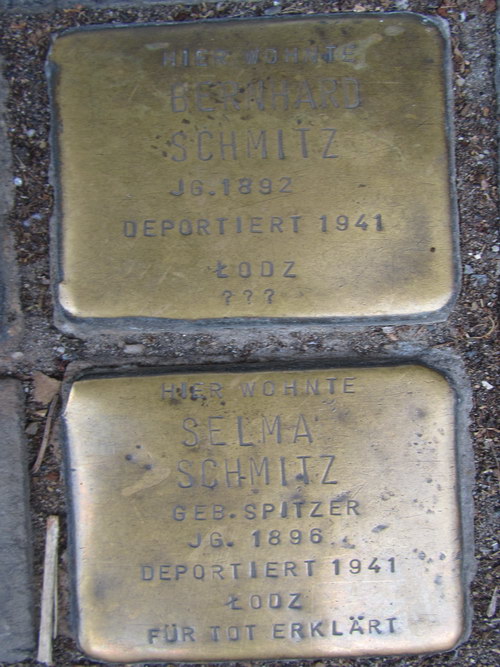 HIER WOHNTE
BERNHARD
SCHMITZ
JG. 1892
DEPORTIERT 1941
ŁODZ
???
HIER WOHNTE
SELMA
SCHMITZ
GEB. SPITZER
JG. 1896
DEPORTIERT 1941
ŁODZ
FÜR TOT ERKLÄRT